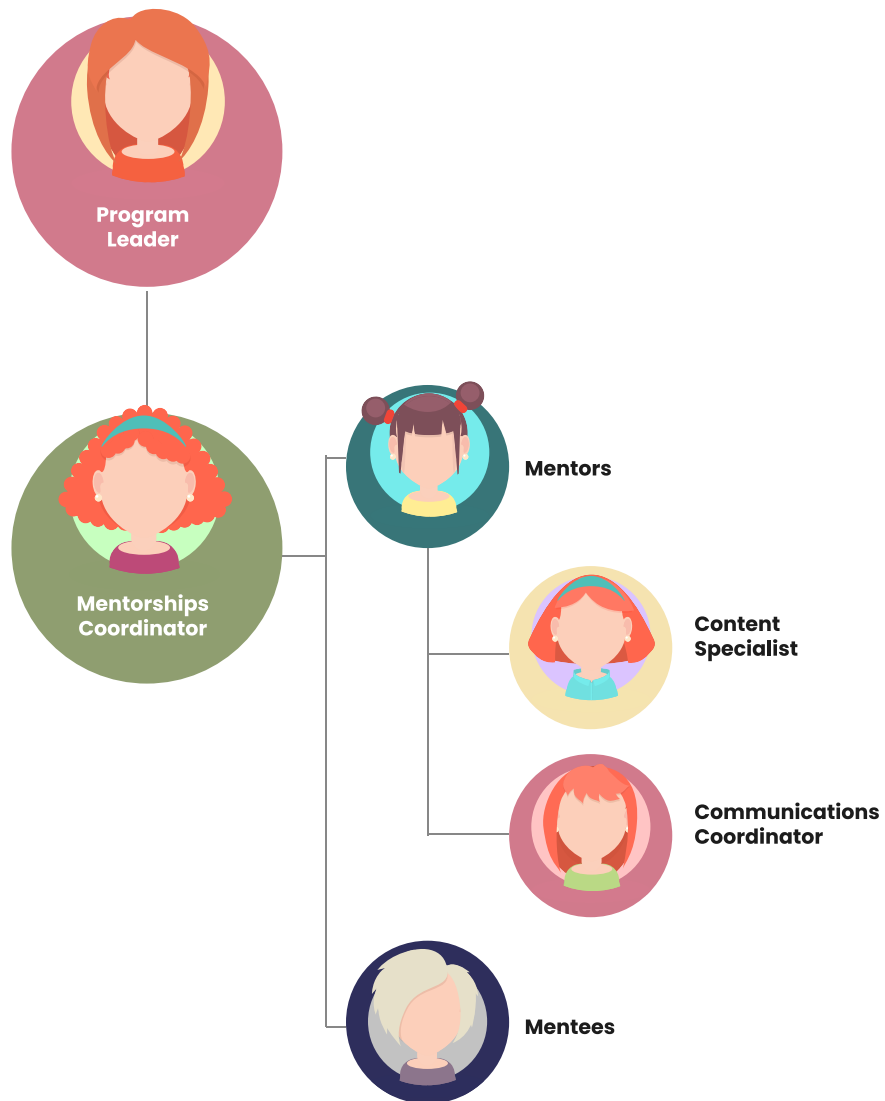 Program
Leader
Mentorships
Coordinator
Mentors
Content
Specialist
Communications
Coordinator
Mentees